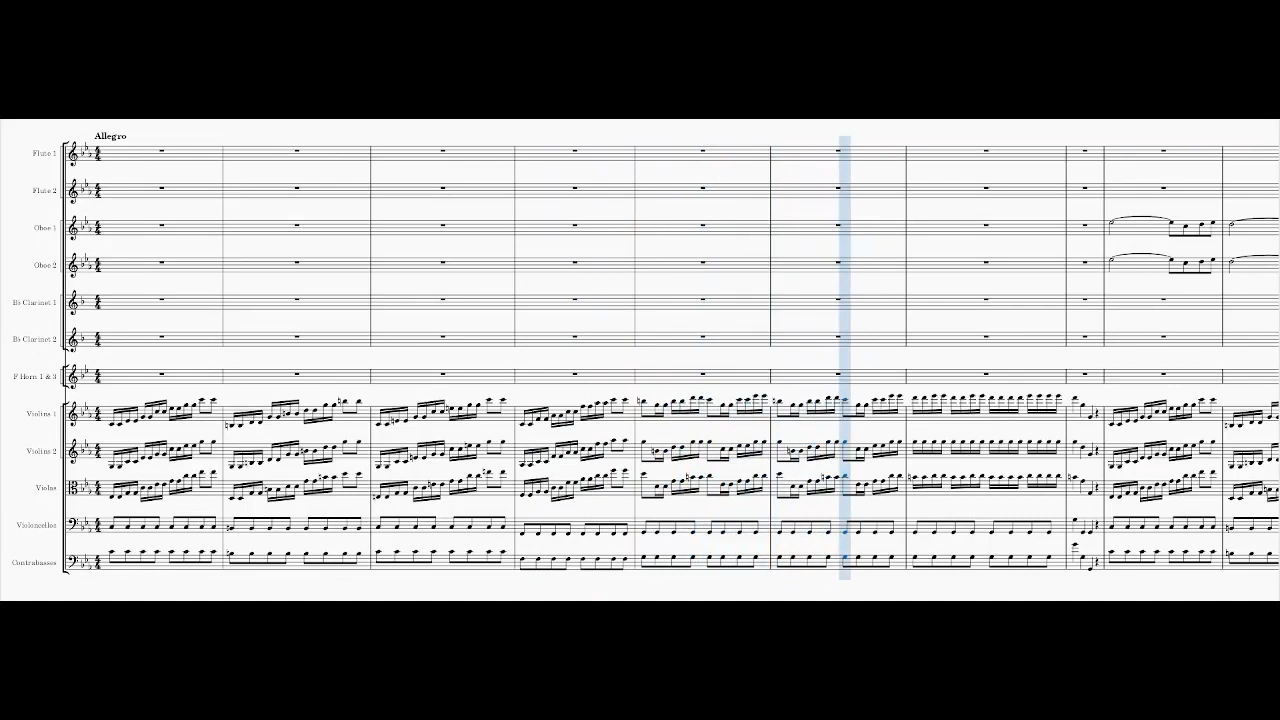 Allegro
Flute 1
Flute 2
Oboe 1
Oboe 2
B♭ Clarinet 1
B♭ Clarinet 2
F Horn 1 & 3
Violins 1
Violins 2
Violas
Violoncellos
Contrabasses